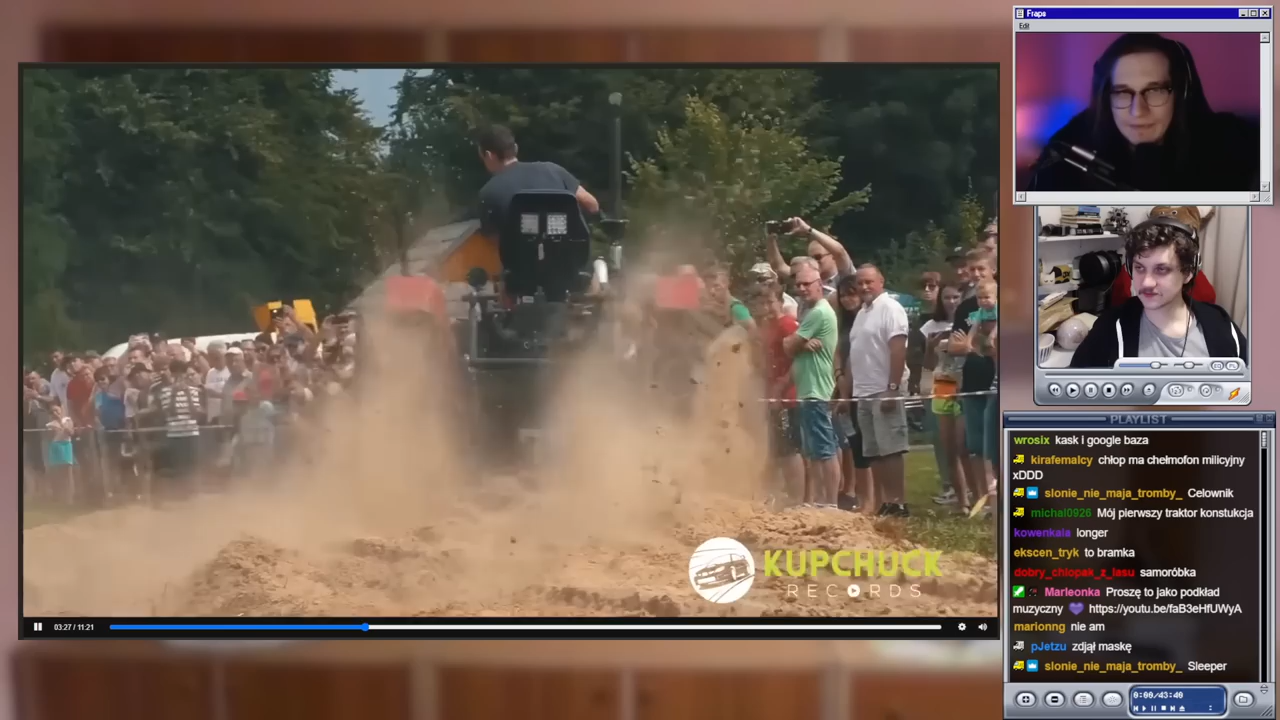 Fraps
Edit
KUPCHUCK
RECORDS
03:27 / 11:21
PLAYLIST
wrosix kask i google baza
kirafemalcy chłop ma chełmofon milicyjny
xDDD
slonie_nie_maja_tromby_ Celownik
michal0926 Mój pierwszy traktor konstukcja
kowenkala longer
ekscen_tryk to bramka
dobry_chlopak_z_lasu samoróbka
Marleonka Proszę to jako podkład
muzyczny 💜 https://youtu.be/faB3eHfUWyA
marionng nie am
pJetzu zdjął maskę
slonie_nie_maja_tromby_ Sleeper
0:00/43:40